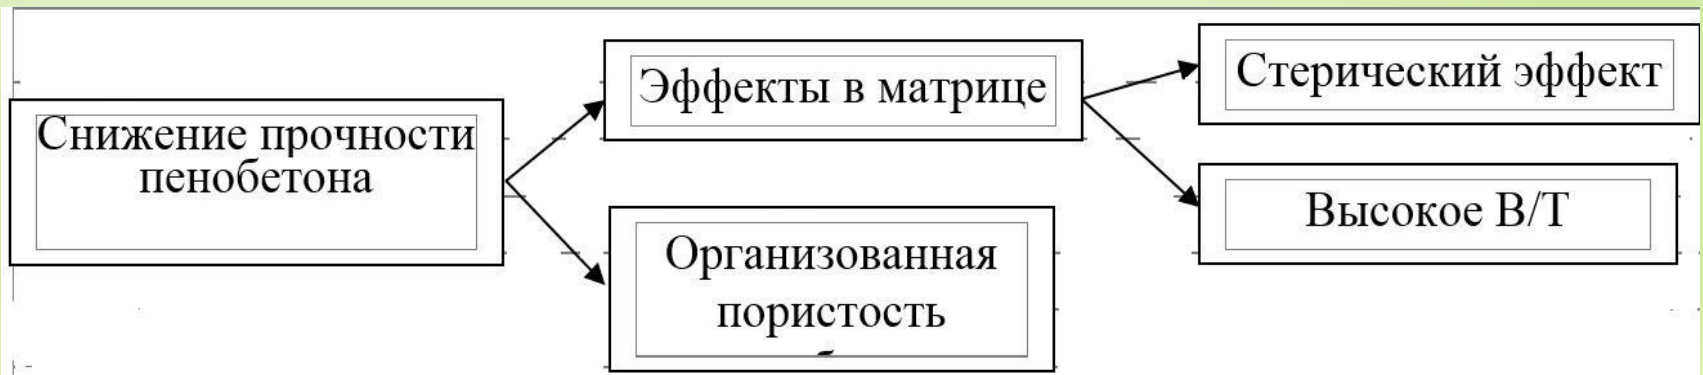 Снижение прочности
пенобетона
Эффекты в матрице
Организованная
пористость
Стерический эффект
Высокое В/Т